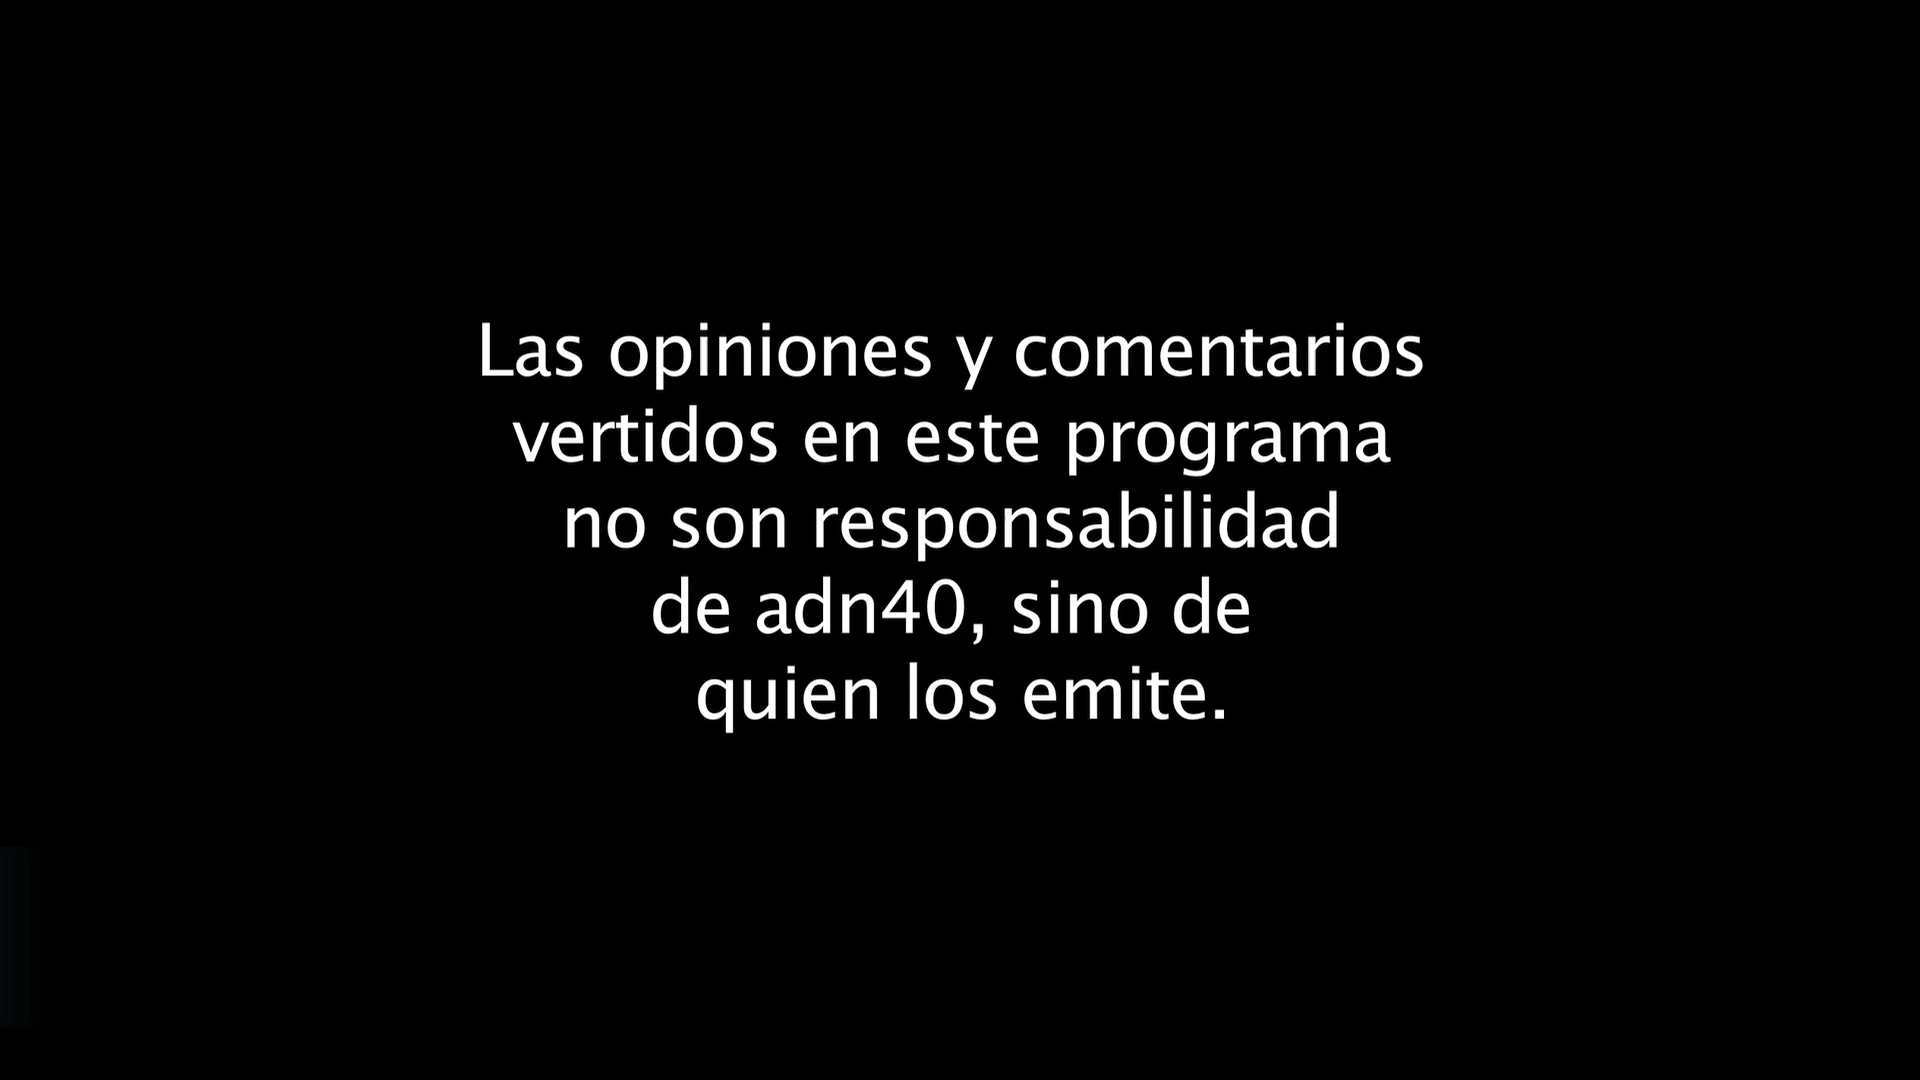 Las opiniones y comentarios
vertidos en este programa
no son responsabilidad
de adn40, sino de
quien los emite.